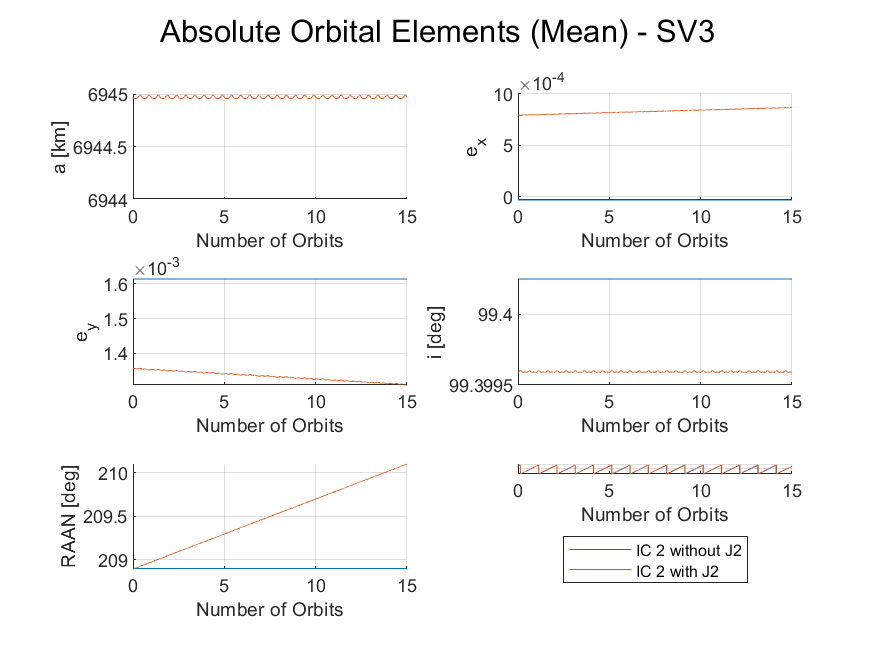 Absolute Orbital Elements (Mean) - SV3
6945
6944.5
6944
a [km]
0 5 10 15
Number of Orbits
×10-4
10
5
0
ex
0 5 10 15
Number of Orbits
×10-3
1.6
1.5
1.4
ey
0 5 10 15
Number of Orbits
99.4
99.3995
i [deg]
0 5 10 15
Number of Orbits
210
209.5
209
RAAN [deg]
0 5 10 15
Number of Orbits
0 5 10 15
Number of Orbits
IC 2 without J2
IC 2 with J2